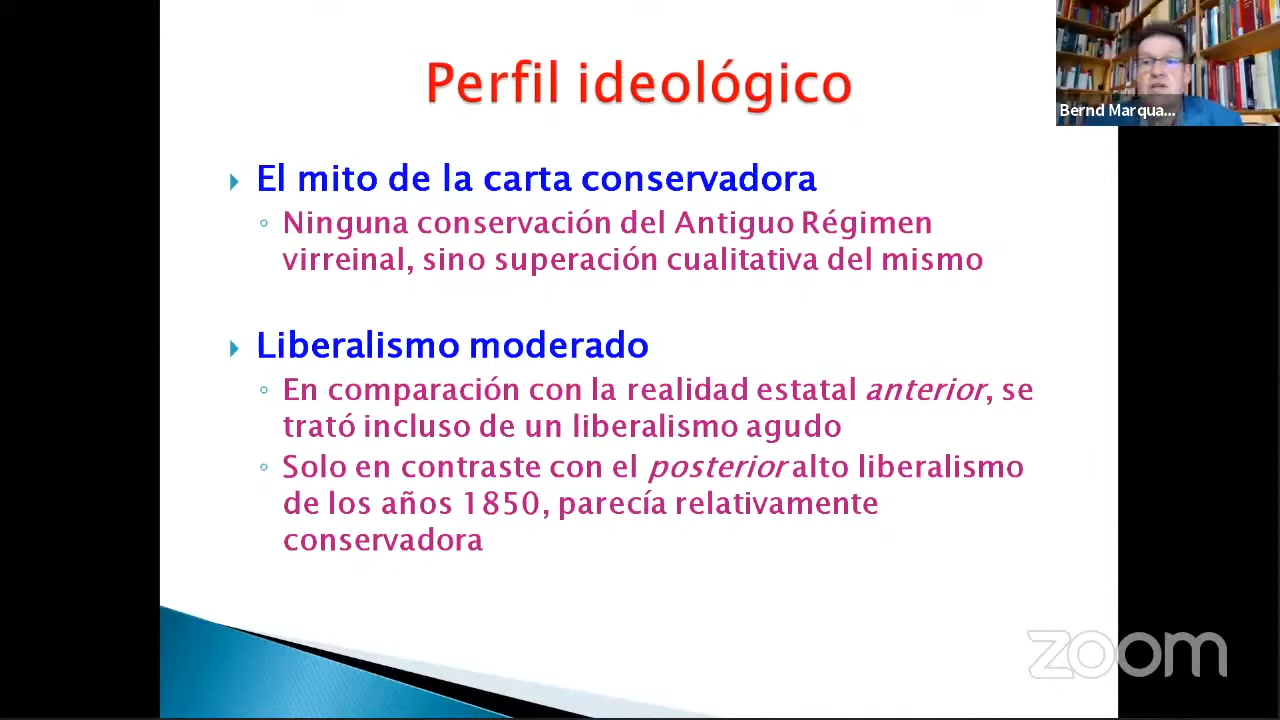 Perfil ideológico
Bernd Marqua...
El mito de la carta conservadora
Ninguna conservación del Antiguo Régimen
virreinal, sino superación cualitativa del mismo
Liberalismo moderado
En comparación con la realidad estatal anterior, se
trató incluso de un liberalismo agudo
Solo en contraste con el posterior alto liberalismo
de los años 1850, parecía relativamente
conservadora
zoom